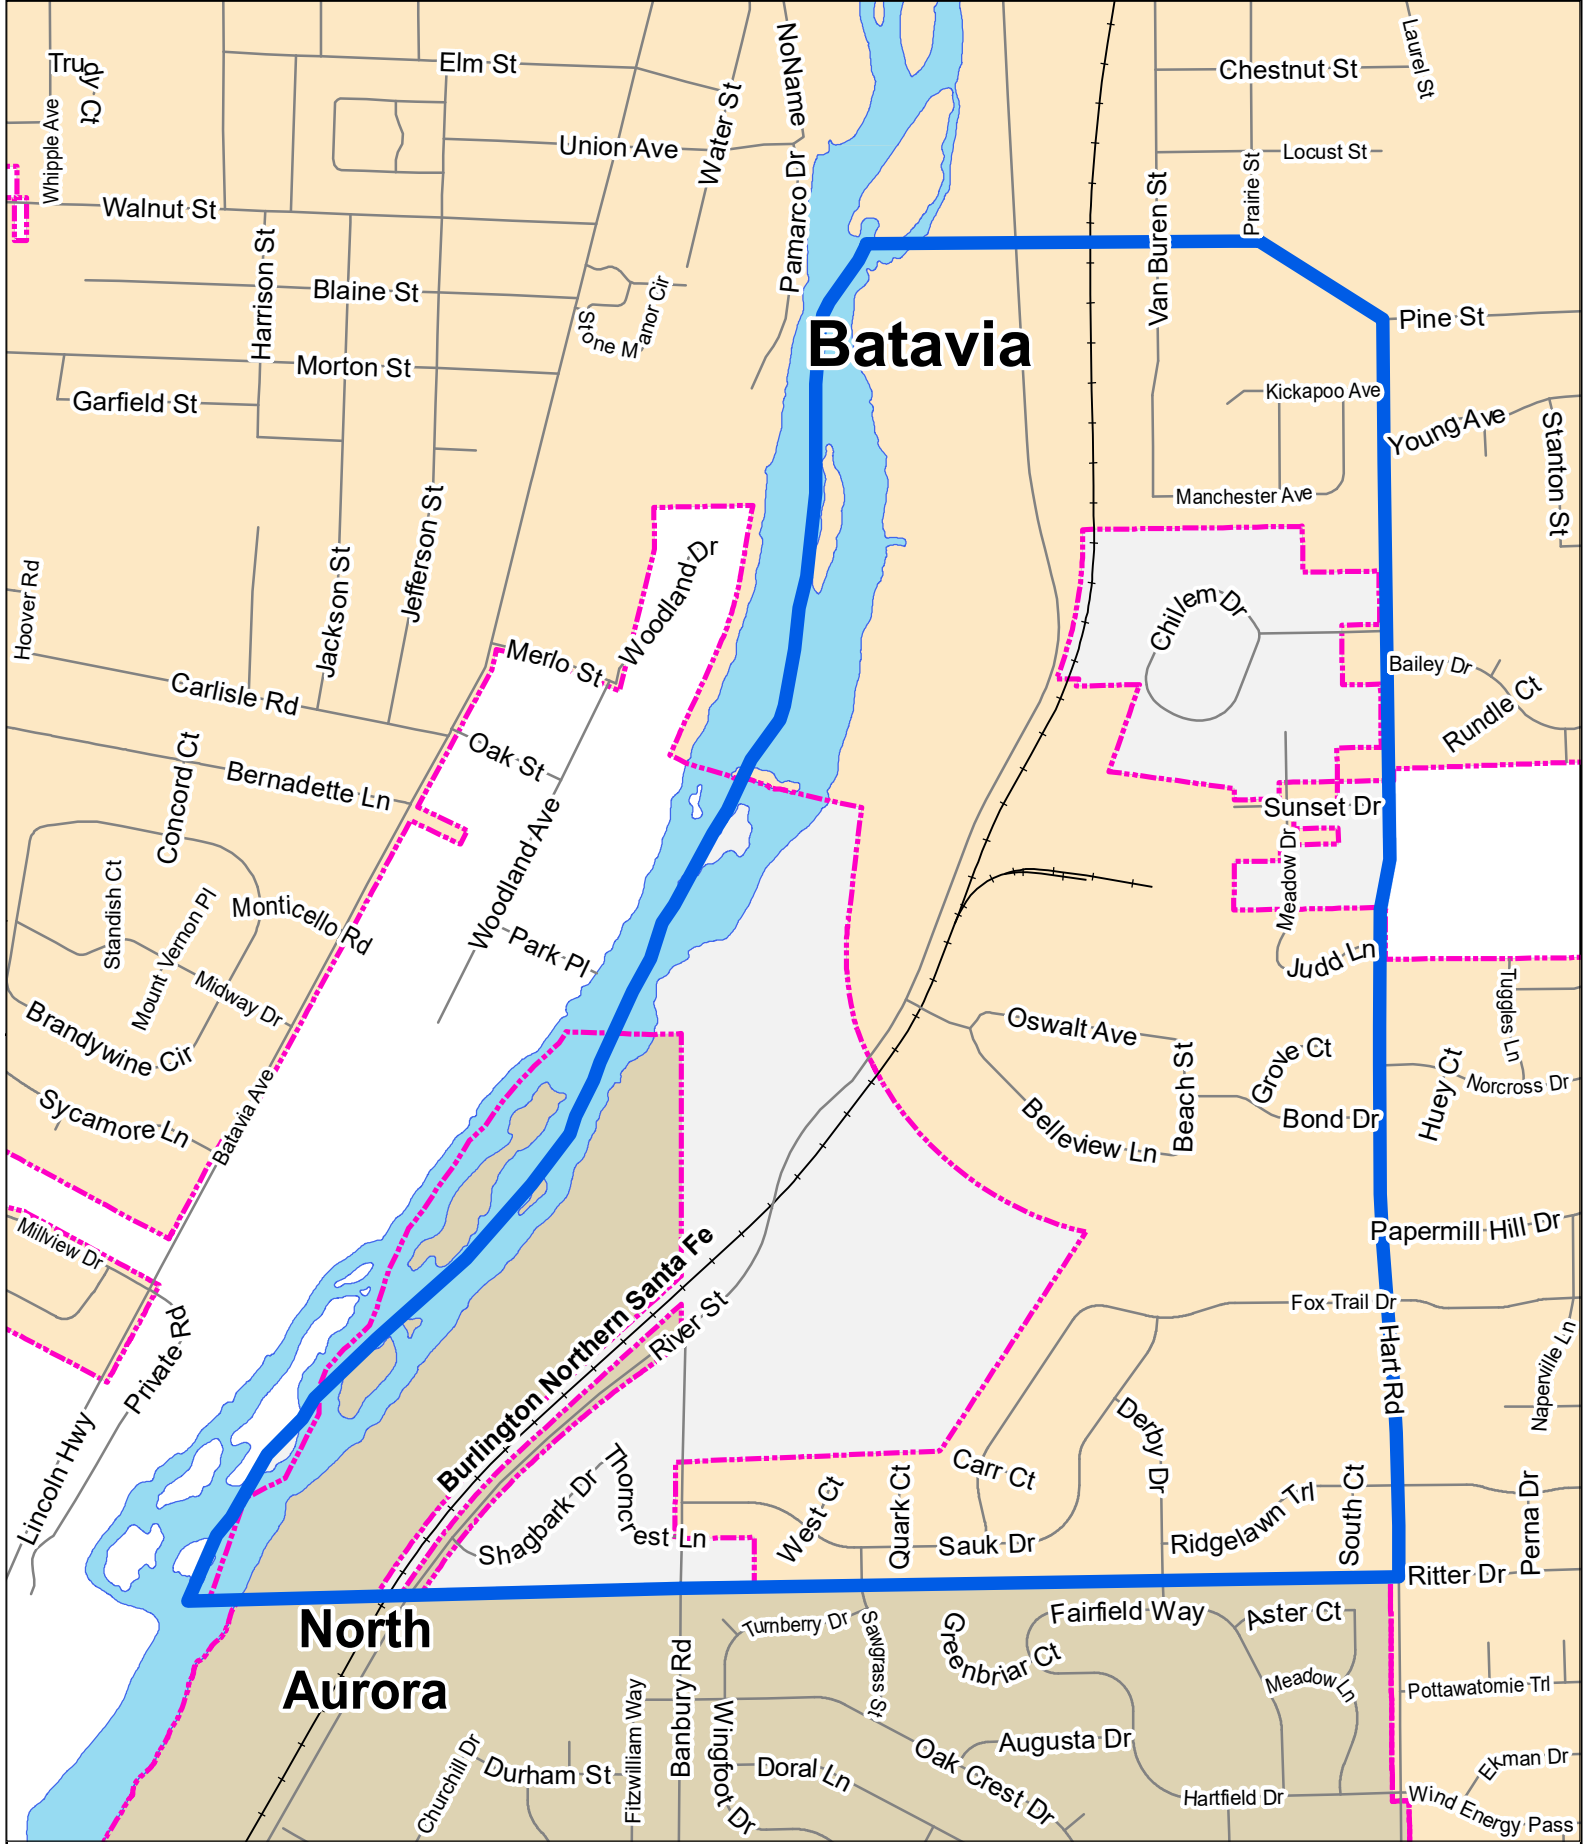 Trudy Ct
Elm St
Water St
NoName
Chestnut St
Laurel St
Whipple Ave
Union Ave
Pamarco Dr
Locust St
Walnut St
Prairie St
Van Buren St
Harrison St
Blaine St
Stone Manor Cir
Batavia
Pine St
Morton St
Garfield St
Kickapoo Ave
Young Ave
Stanton St
Manchester Ave
Hoover Rd
Jackson St
Jefferson St
Woodland Dr
Merlo St
Chillem Dr
Bailey Dr
Rundle Ct
Carlisle Rd
Oak St
Concord Ct
Bernadette Ln
Sunset Dr
Meadow Dr
Woodland Ave
Standish Ct
Mount Vernon Pl
Monticello Rd
Park Pl
Judd Ln
Midway Dr
Tuggles Ln
Brandywine Cir
Oswalt Ave
Beach St
Grove Ct
Huey Ct
Norcross Dr
Sycamore Ln
Batavia Ave
Belleview Ln
Bond Dr
Millview Dr
Papermill Hill Dr
Burlington Northern Santa Fe
River St
Fox Trail Dr
Hart Rd
Naperville Ln
Private Rd
Lincoln Hwy
Derby Dr
Carr Ct
Thorncrest Ln
Shagbark Dr
West Ct
Quark Ct
Sauk Dr
Ridgelawn Trl
South Ct
Perna Dr
Ritter Dr
North
Aurora
Turnberry Dr
Sawgrass St
Greenbriar Ct
Fairfield Way
Aster Ct
Meadow Ln
Pottawatomie Trl
Churchill Dr
Durham St
Fitzwilliam Way
Banbury Rd
Wingfoot Dr
Doral Ln
Oak Crest Dr
Augusta Dr
Hartfield Dr
Ekman Dr
Wind Energy Pass